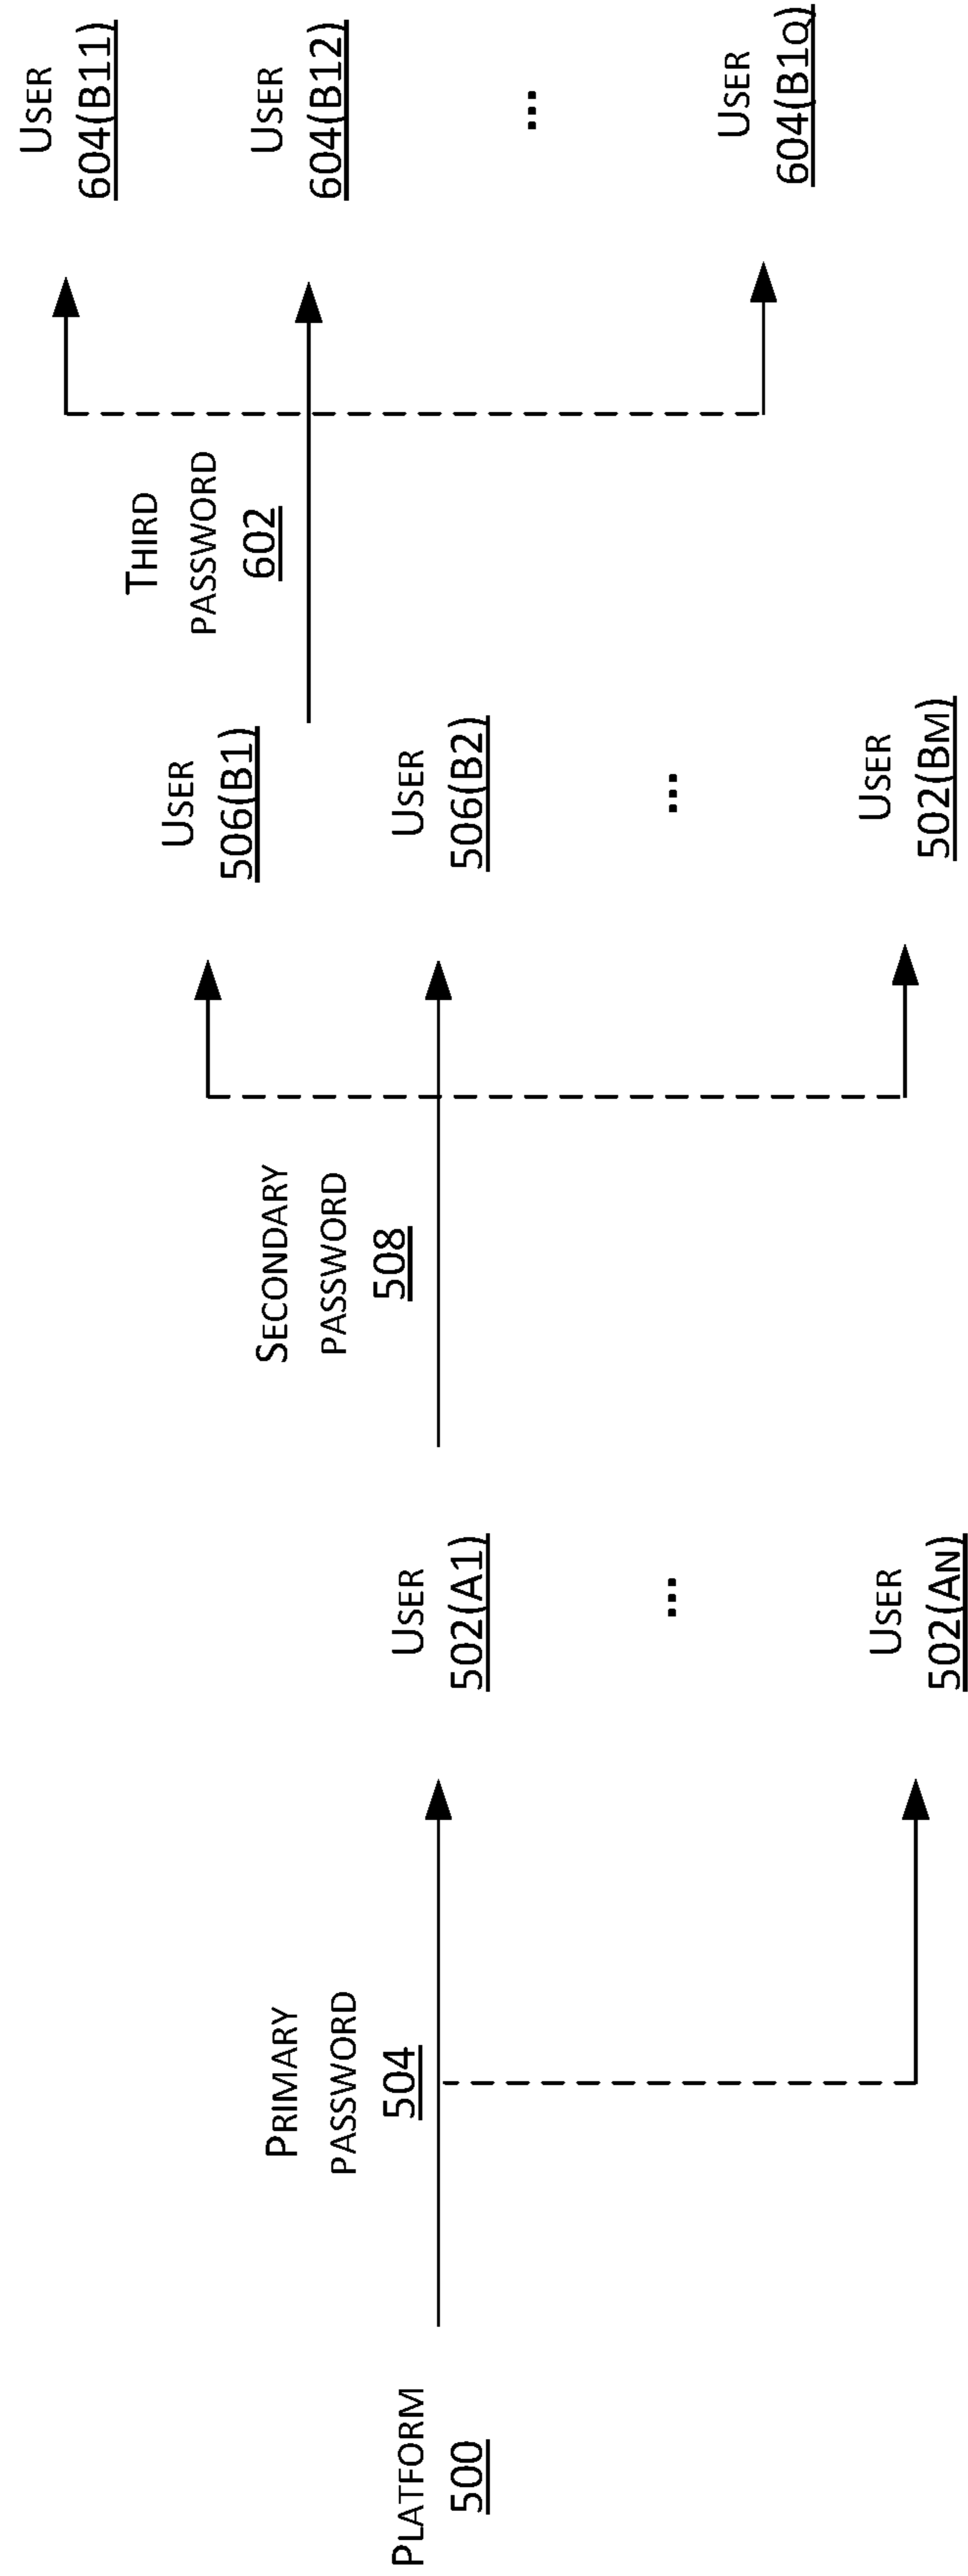 PLATFORM
500
PRIMARY
PASSWORD
504
USER
502(A1)
...
USER
502(AN)
SECONDARY
PASSWORD
508
USER
506(B1)
USER
506(B2)
...
USER
502(BM)
THIRD
PASSWORD
602
USER
604(B11)
USER
604(B12)
...
USER
604(B1Q)